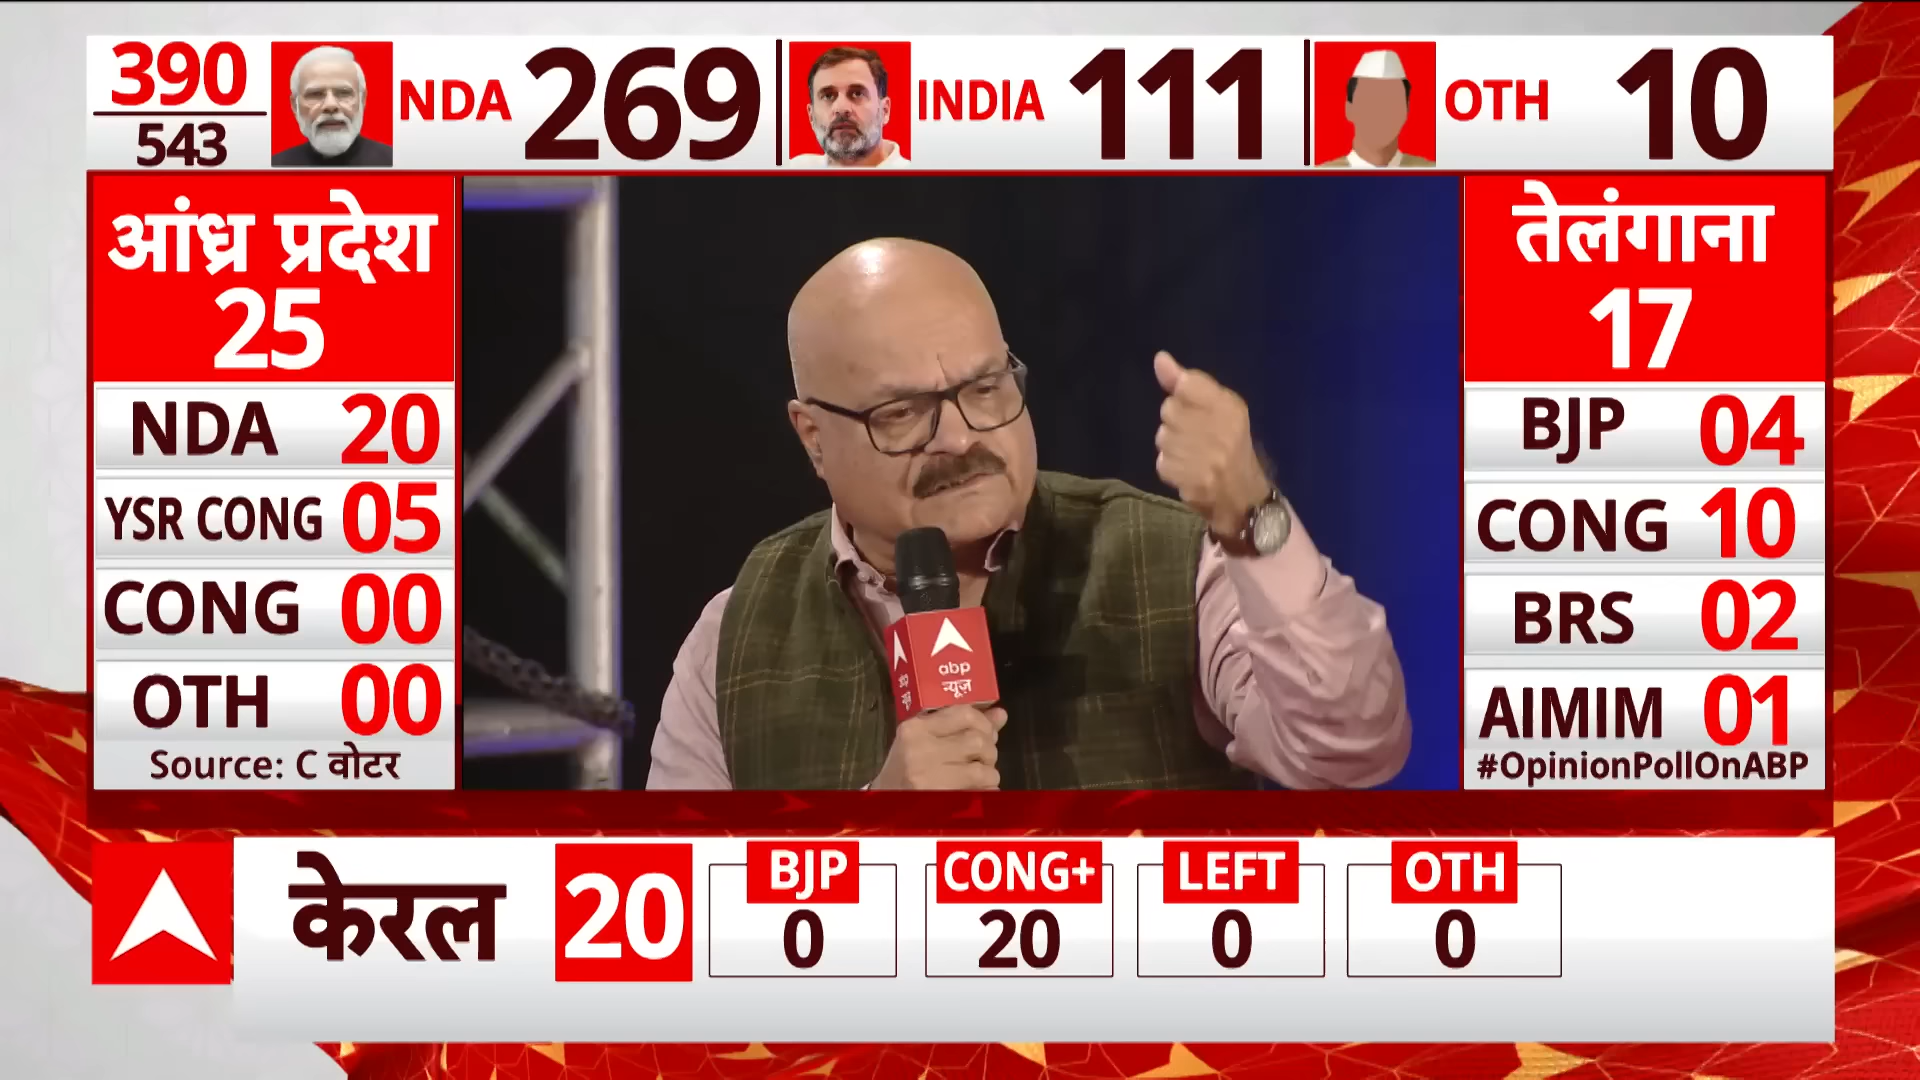 390
543
NDA 269
INDIA 111
OTH 10
आंध्र प्रदेश
25
NDA 20
YSR CONG 05
CONG 00
OTH 00
Source: C वोटर
abp
न्यूज़
तेलंगाना
17
BJP 04
CONG 10
BRS 02
AIMIM 01
#OpinionPollOnABP
केरल 20
BJP 0
CONG+ 20
LEFT 0
OTH 0